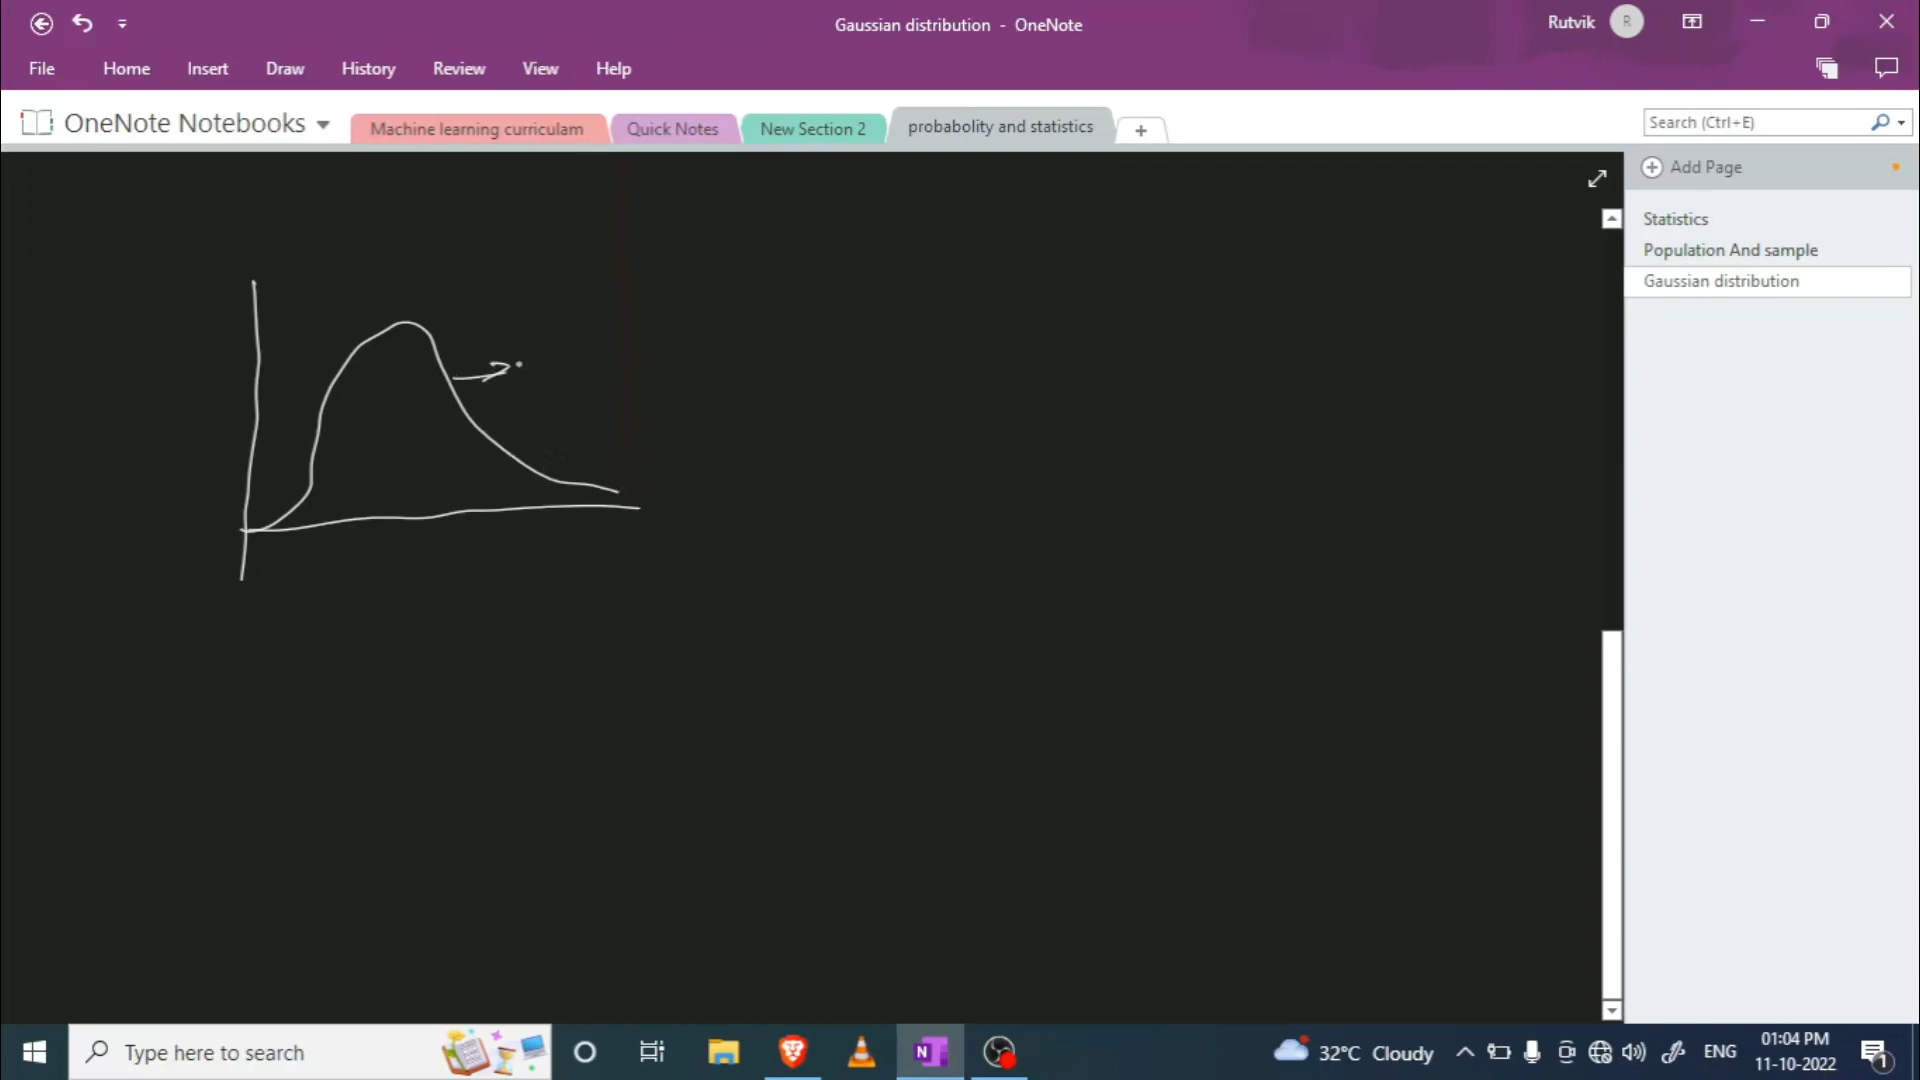 Gaussian distribution - OneNote
Rutvik R
File Home Insert Draw History Review View Help
OneNote Notebooks
Machine learning curriculam
Quick Notes
New Section 2
probabolity and statistics
+
Search (Ctrl+E)
Add Page
Statistics
Population And sample
Gaussian distribution
Type here to search
N
32°C Cloudy
ENG
01:04 PM
11-10-2022
1